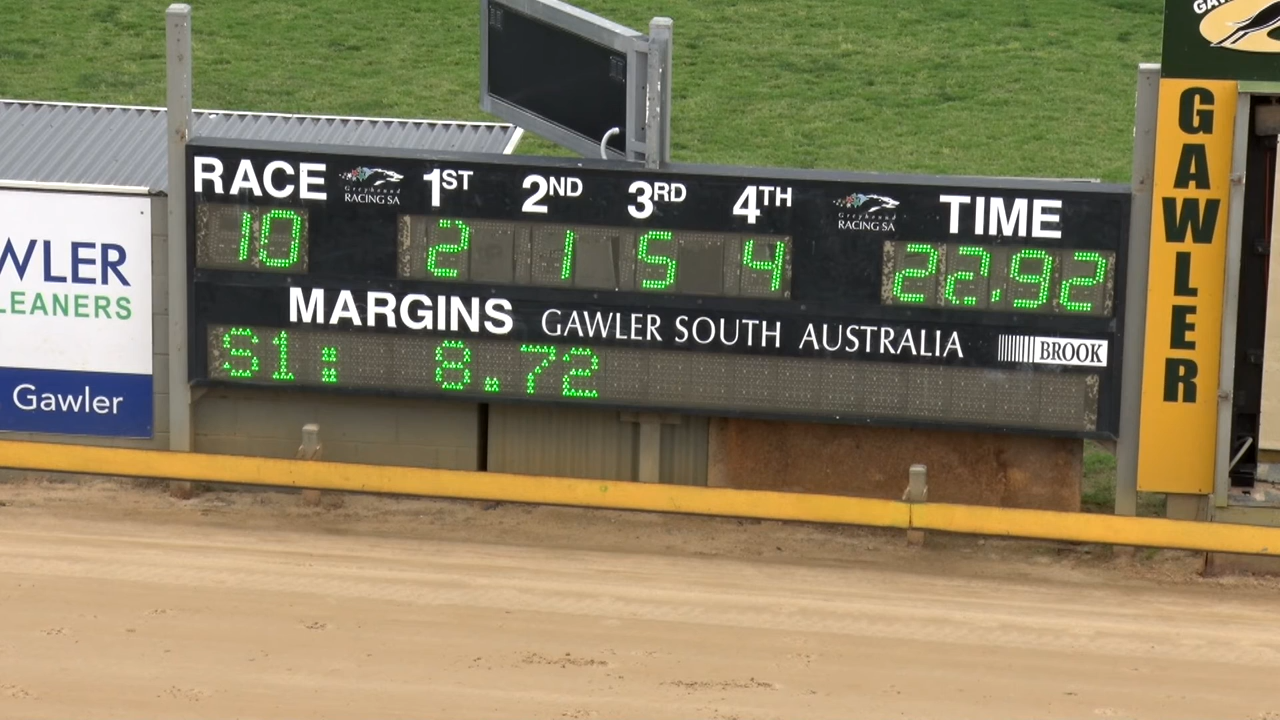 RACE 1ST 2ND 3RD 4TH TIME
Greyhound RACING SA
Greyhound RACING SA
10 2 1 5 4 22.92
MARGINS GAWLER SOUTH AUSTRALIA BROOK
S1: 8.72
WLER
LEANERS
Gawler
GAWLER